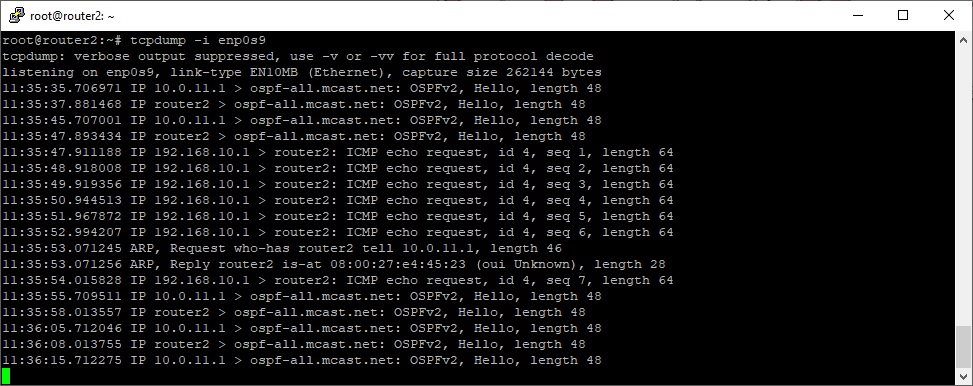 root@router2: ~
root@router2:~# tcpdump -i enp0s9
tcpdump: verbose output suppressed, use -v or -vv for full protocol decode
listening on enp0s9, link-type EN10MB (Ethernet), capture size 262144 bytes
11:35:35.706971 IP 10.0.11.1 > ospf-all.mcast.net: OSPFv2, Hello, length 48
11:35:37.881468 IP router2 > ospf-all.mcast.net: OSPFv2, Hello, length 48
11:35:45.707001 IP 10.0.11.1 > ospf-all.mcast.net: OSPFv2, Hello, length 48
11:35:47.893434 IP router2 > ospf-all.mcast.net: OSPFv2, Hello, length 48
11:35:47.911188 IP 192.168.10.1 > router2: ICMP echo request, id 4, seq 1, length 64
11:35:48.918008 IP 192.168.10.1 > router2: ICMP echo request, id 4, seq 2, length 64
11:35:49.919356 IP 192.168.10.1 > router2: ICMP echo request, id 4, seq 3, length 64
11:35:50.944513 IP 192.168.10.1 > router2: ICMP echo request, id 4, seq 4, length 64
11:35:51.967872 IP 192.168.10.1 > router2: ICMP echo request, id 4, seq 5, length 64
11:35:52.994207 IP 192.168.10.1 > router2: ICMP echo request, id 4, seq 6, length 64
11:35:53.071245 ARP, Request who-has router2 tell 10.0.11.1, length 46
11:35:53.071256 ARP, Reply router2 is-at 08:00:27:e4:45:23 (oui Unknown), length 28
11:35:54.015828 IP 192.168.10.1 > router2: ICMP echo request, id 4, seq 7, length 64
11:35:55.709511 IP 10.0.11.1 > ospf-all.mcast.net: OSPFv2, Hello, length 48
11:35:58.013557 IP router2 > ospf-all.mcast.net: OSPFv2, Hello, length 48
11:36:05.712046 IP 10.0.11.1 > ospf-all.mcast.net: OSPFv2, Hello, length 48
11:36:08.013755 IP router2 > ospf-all.mcast.net: OSPFv2, Hello, length 48
11:36:15.712275 IP 10.0.11.1 > ospf-all.mcast.net: OSPFv2, Hello, length 48